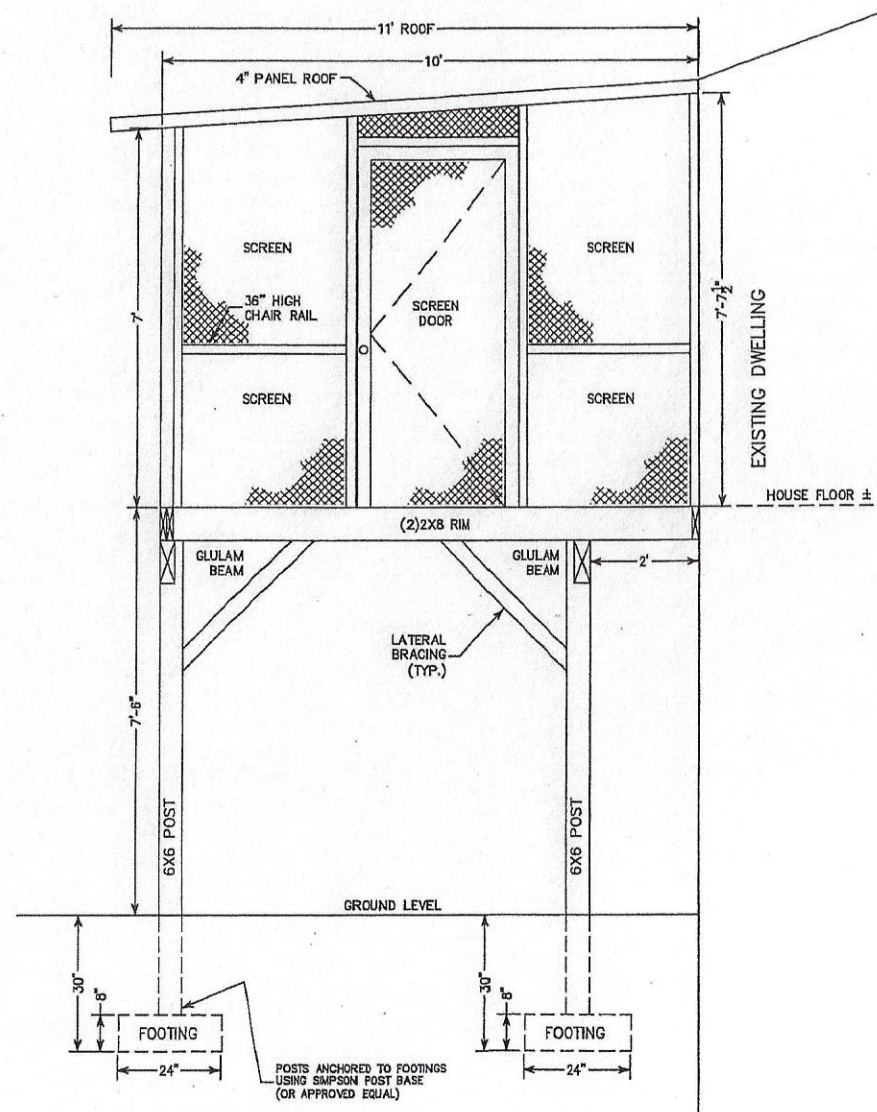 11' ROOF
10'
4" PANEL ROOF
SCREEN
SCREEN
36" HIGH
CHAIR RAIL
SCREEN
DOOR
7'
7'-7½"
EXISTING DWELLING
SCREEN
SCREEN
HOUSE FLOOR ±
(2)2X8 RIM
GLULAM
BEAM
GLULAM
BEAM
2'
LATERAL
BRACING
(TYP.)
7'-6"
6X6 POST
6X6 POST
GROUND LEVEL
30"
8"
FOOTING
24"
30"
8"
FOOTING
24"
POSTS ANCHORED TO FOOTINGS
USING SIMPSON POST BASE
(OR APPROVED EQUAL)